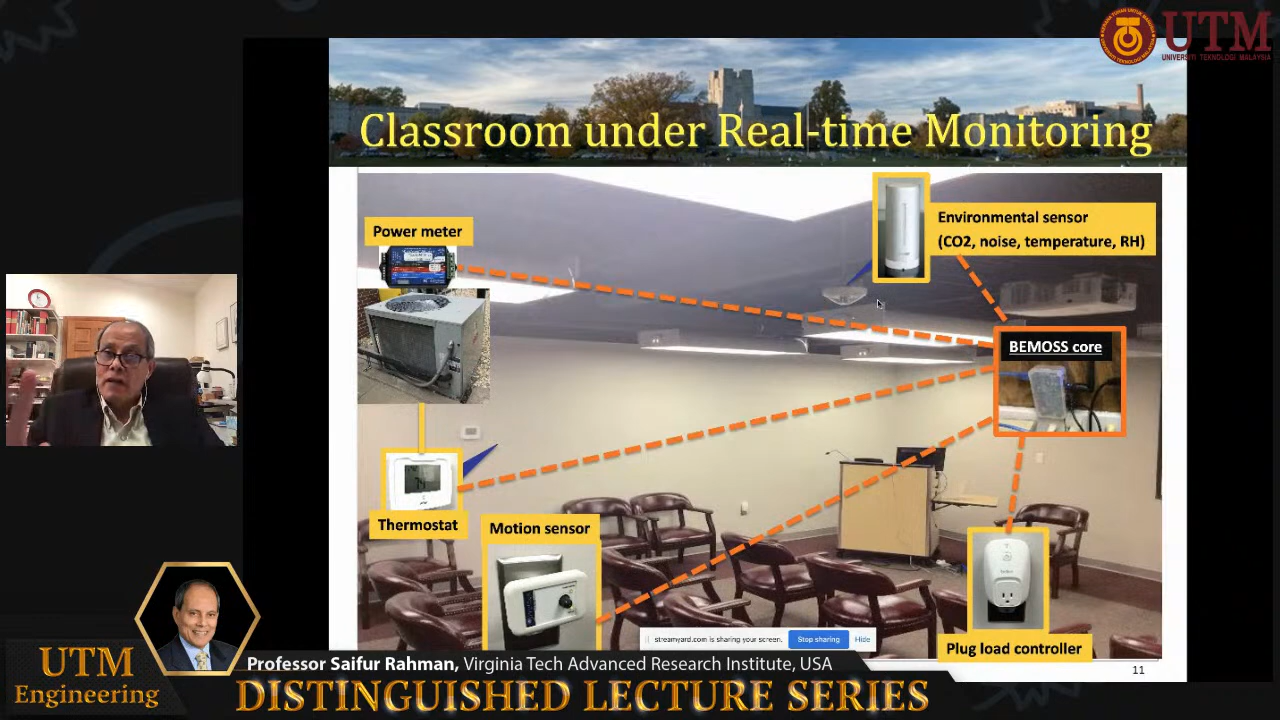 UTM
UNIVERSITI TEKNOLOGI MALAYSIA
Classroom under Real-time Monitoring
Power meter
Environmental sensor
(CO2, noise, temperature, RH)
BEMOSS core
Thermostat
Motion sensor
Plug load controller
streamyard.com is sharing your screen.
Stop sharing
Hide
11
UTM
Engineering
Professor Saifur Rahman, Virginia Tech Advanced Research Institute, USA
DISTINGUISHED LECTURE SERIES